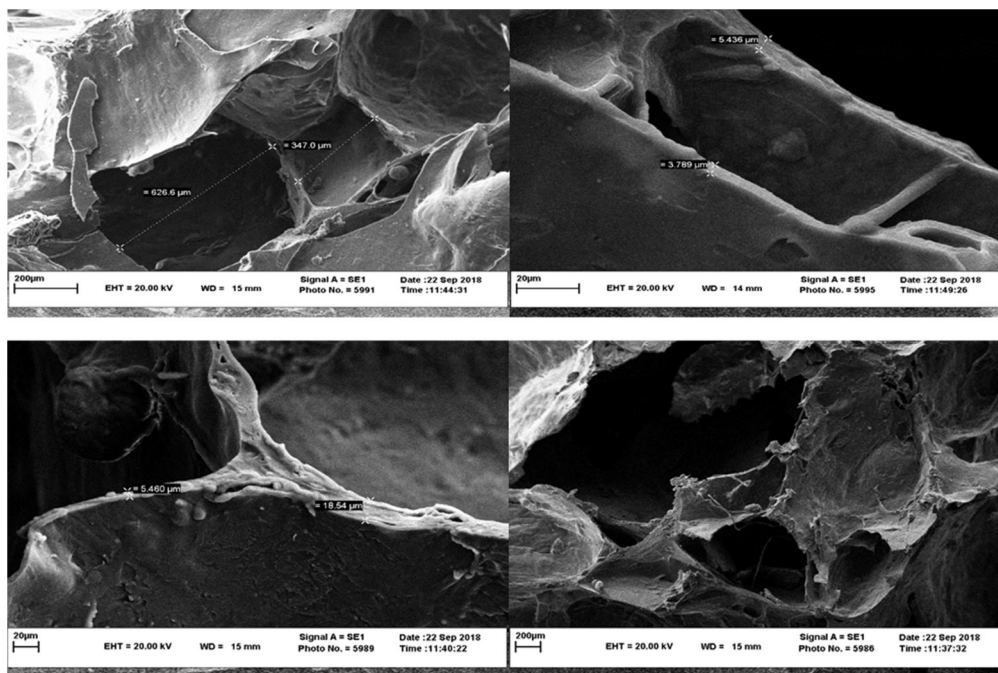 = 347.0 µm
= 626.6 µm
200µm
EHT = 20.00 kV
WD = 15 mm
Signal A = SE1
Photo No. = 5991
Date :22 Sep 2018
Time :11:44:31
= 5.436 µm
= 3.789 µm
20µm
EHT = 20.00 kV
WD = 14 mm
Signal A = SE1
Photo No. = 5995
Date :22 Sep 2018
Time :11:49:26
= 5.460 µm
= 18.54 µm
20µm
EHT = 20.00 kV
WD = 15 mm
Signal A = SE1
Photo No. = 5989
Date :22 Sep 2018
Time :11:40:22
200µm
EHT = 20.00 kV
WD = 15 mm
Signal A = SE1
Photo No. = 5986
Date :22 Sep 2018
Time :11:37:32